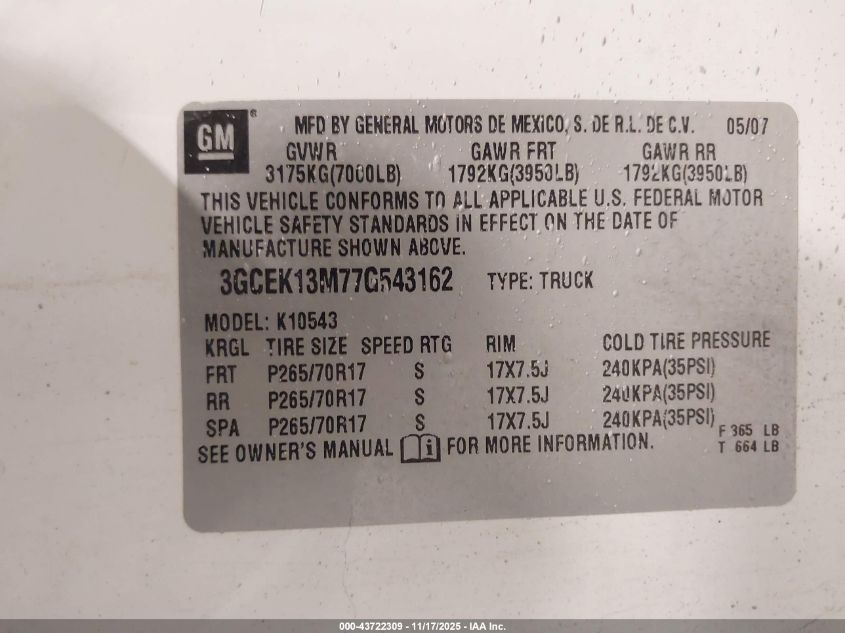 GM ®
MFD BY GENERAL MOTORS DE MEXICO, S. DE R.L. DE C.V. 05/07
GVWR GAWR FRT GAWR RR
3175KG(7000LB) 1792KG(3950LB) 1792KG(3950LB)
THIS VEHICLE CONFORMS TO ALL APPLICABLE U.S. FEDERAL MOTOR
VEHICLE SAFETY STANDARDS IN EFFECT ON THE DATE OF
MANUFACTURE SHOWN ABOVE.
3GCEK13M77G543162 TYPE: TRUCK
MODEL: K10543
KRGL TIRE SIZE SPEED RTG RIM COLD TIRE PRESSURE
FRT P265/70R17 S 17X7.5J 240KPA(35PSI)
RR P265/70R17 S 17X7.5J 240KPA(35PSI)
SPA P265/70R17 S 17X7.5J 240KPA(35PSI)
F 365 LB
SEE OWNER'S MANUAL i FOR MORE INFORMATION.
T 664 LB
000-43722309 - 11/17/2025 - IAA Inc.